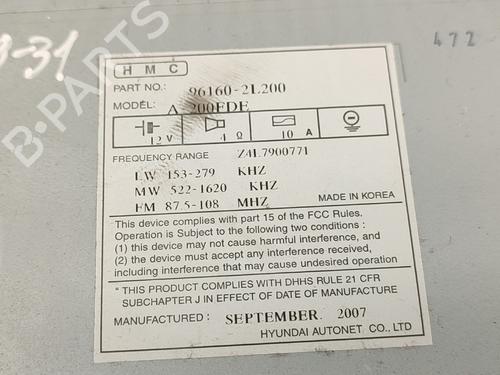 -31
472
HMC
PART NO.: 96160-2L200
MODEL: A 200FDE
12 V 4 Ω 10 A
FREQUENCY RANGE Z4L7900771
LW 153-279 KHZ
MW 522-1620 KHZ
FM 87.5-108 MHZ MADE IN KOREA
This device complies with part 15 of the FCC Rules.
Operation is Subject to the following two conditions :
(1) this device may not cause harmful interference, and
(2) the device must accept any interference received,
including interference that may cause undesired operation
* THIS PRODUCT COMPLIES WITH DHHS RULE 21 CFR
SUBCHAPTER J IN EFFECT OF DATE OF MANUFACTURE
MANUFACTURED : SEPTEMBER. 2007
HYUNDAI AUTONET CO., LTD
B-PARTS